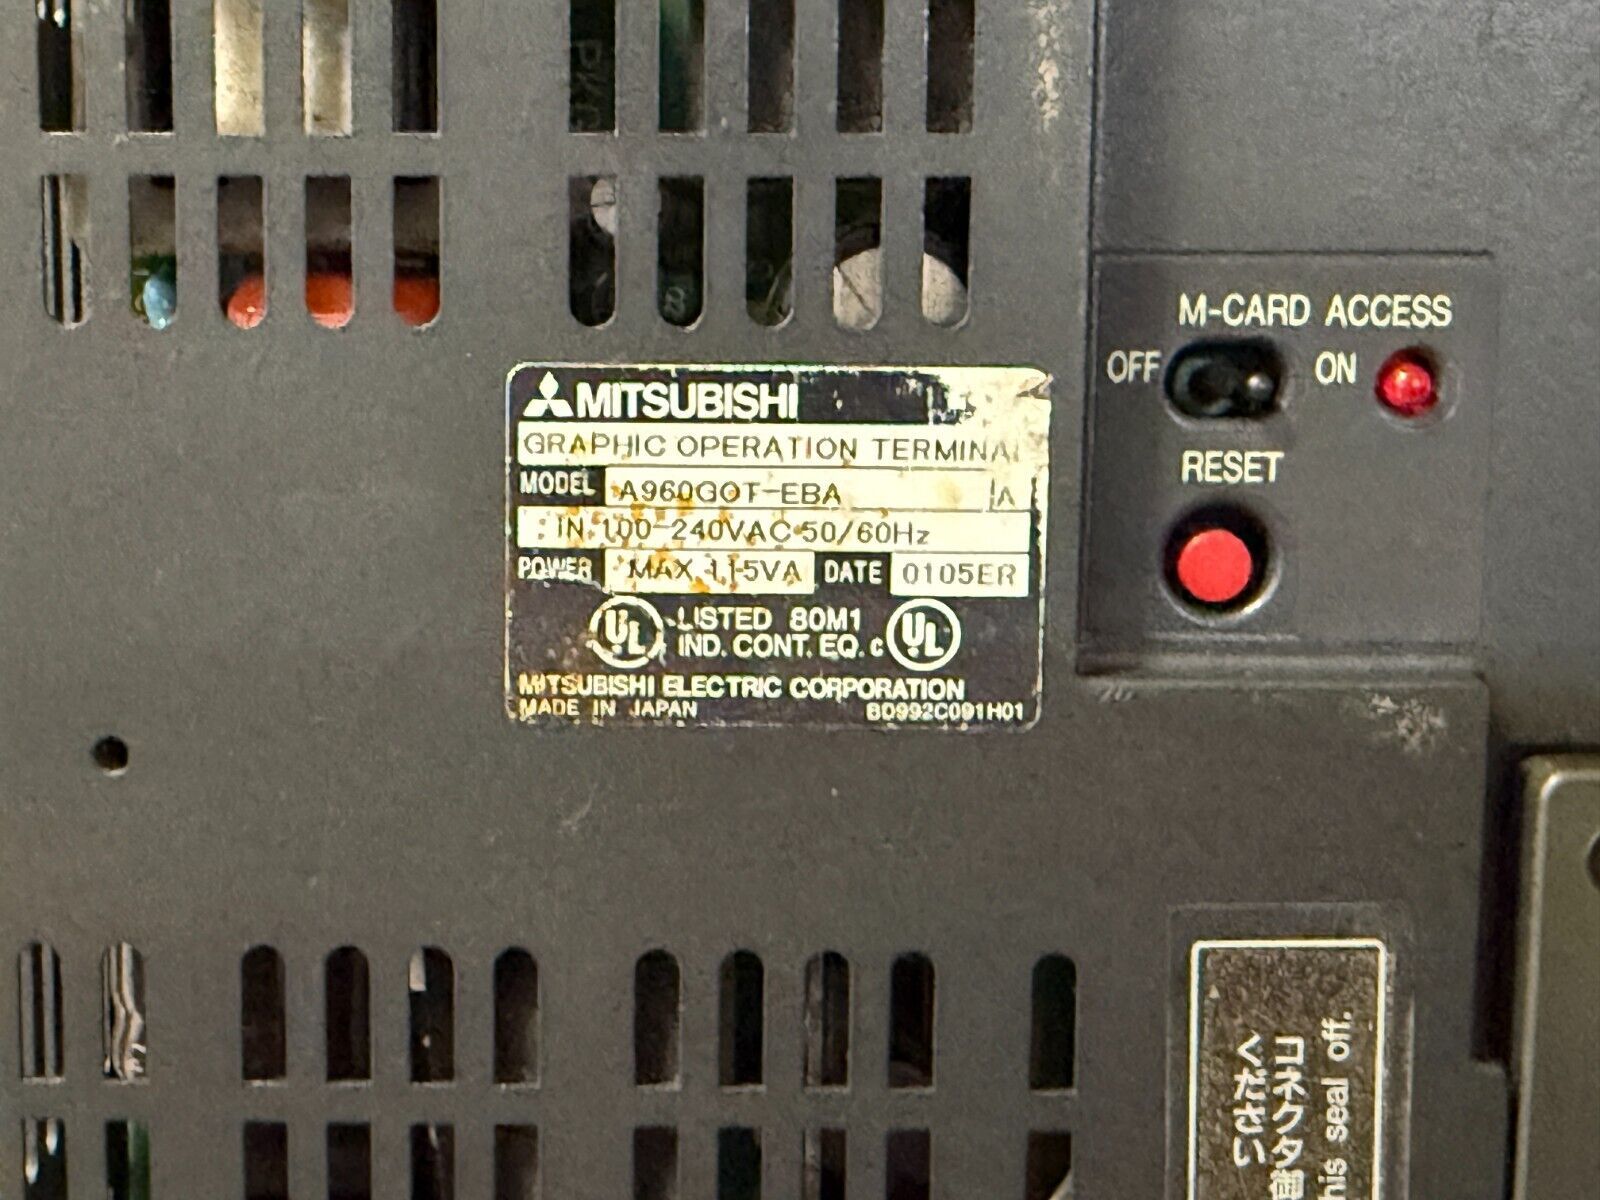 M-CARD ACCESS
OFF
ON
RESET
MITSUBISHI
GRAPHIC OPERATION TERMINAL
MODEL A960GOT-EBA A
IN 100-240VAC 50/60Hz
POWER MAX 115VA DATE 0105ER
UL LISTED 80M1 c UL
IND. CONT. EQ.
MITSUBISHI ELECTRIC CORPORATION
MADE IN JAPAN BD992C091H01
コネクタ
ください
this seal off.